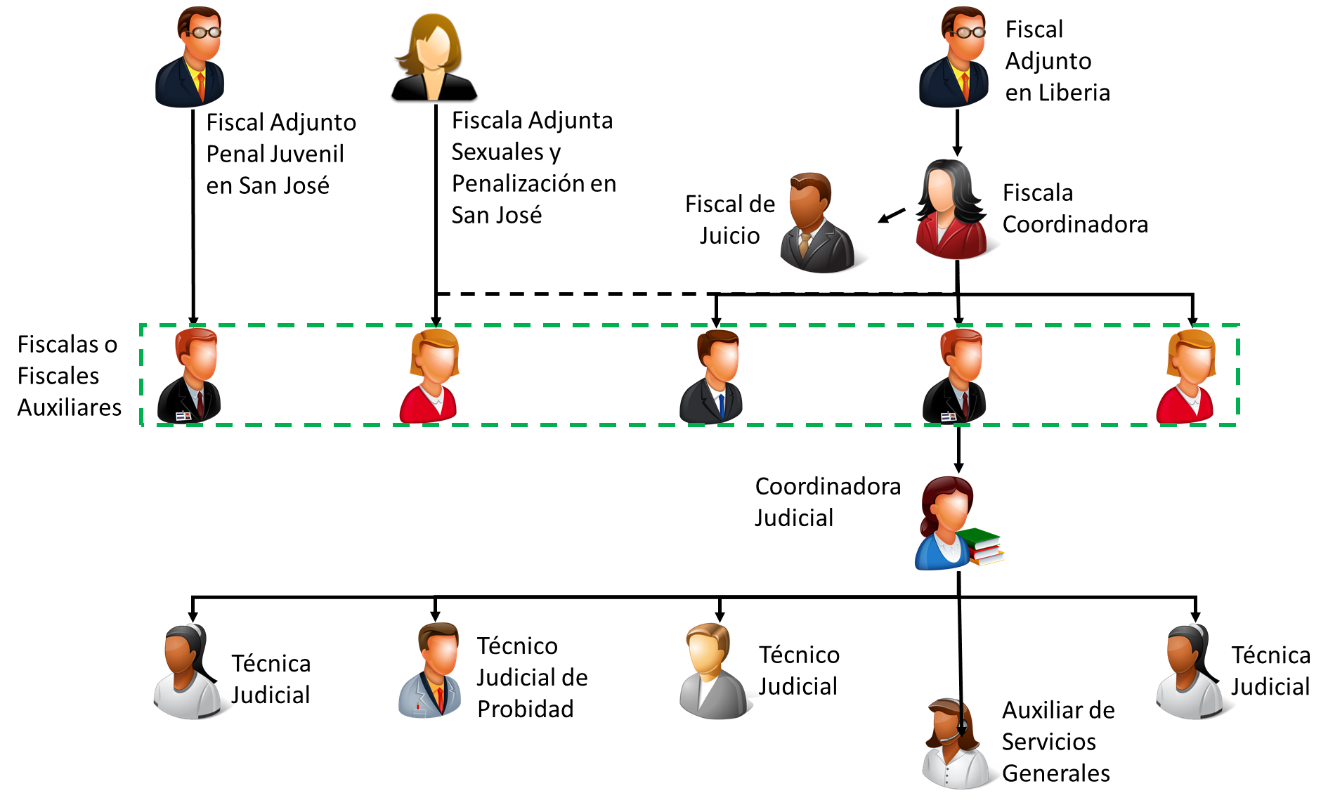 Fiscal Adjunto
Penal Juvenil
en San José
Fiscala Adjunta
Sexuales y
Penalización en
San José
Fiscal
Adjunto
en Liberia
Fiscal de
Juicio
Fiscala
Coordinadora
Fiscalas o
Fiscales
Auxiliares
Coordinadora
Judicial
Técnica
Judicial
Técnico
Judicial de
Probidad
Técnico
Judicial
Auxiliar de
Servicios
Generales
Técnica
Judicial